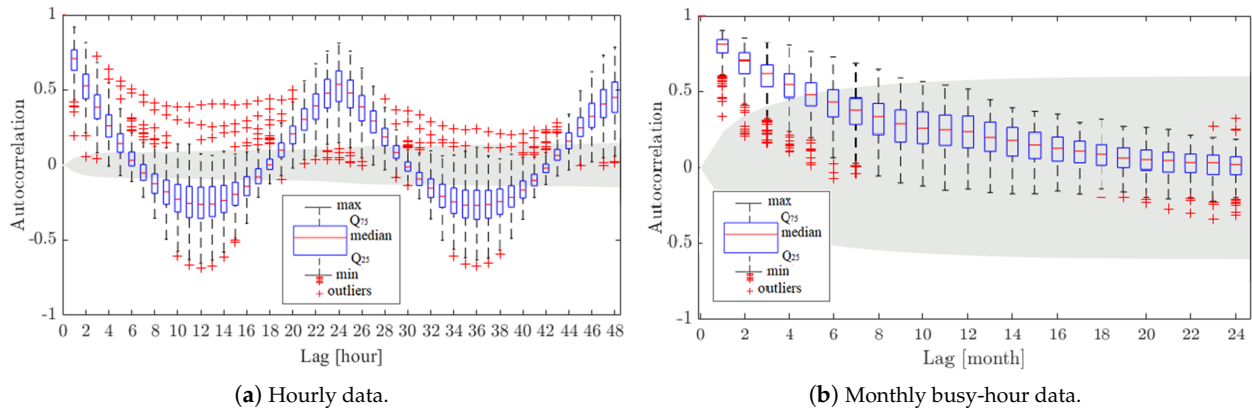 1
0.5
0
-0.5
-1
Autocorrelation
max
Q75
median
Q25
min
outliers
0 2 4 6 8 10 12 14 16 18 20 22 24 26 28 30 32 34 36 38 40 42 44 46 48
Lag [hour]
(a) Hourly data.
1
0.5
0
-0.5
-1
Autocorrelation
max
Q75
median
Q25
min
outliers
0 2 4 6 8 10 12 14 16 18 20 22 24
Lag [month]
(b) Monthly busy-hour data.